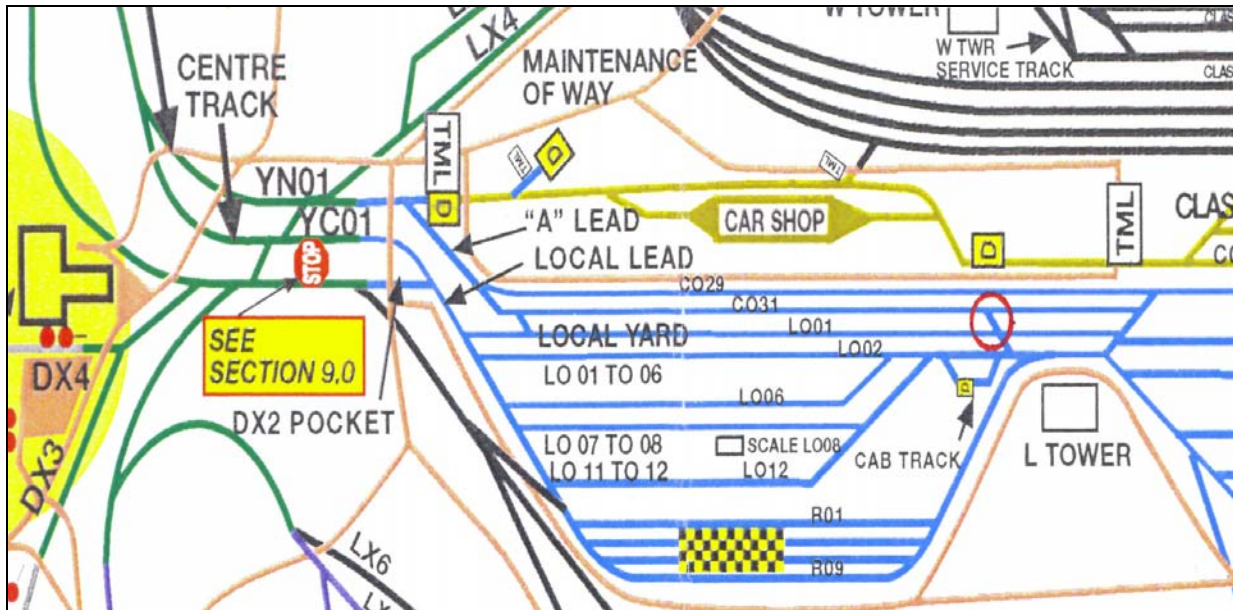 LX4
W TOWER
W TWR
SERVICE TRACK
CLAS
CLAS
CENTRE
TRACK
MAINTENANCE
OF WAY
TML
D
TML
D
TML
YN01
YC01
"A" LEAD
LOCAL LEAD
CAR SHOP
D
TML
CLAS
CO
STOP
CO29
CO31
LO01
LO02
LOCAL YARD
LO 01 TO 06
LO06
SEE
SECTION 9,0
DX4
DX3
DX2 POCKET
LO 07 TO 08
LO 11 TO 12
SCALE LO08
LO12
CAB TRACK
D
L TOWER
R01
R09
LX6
LX